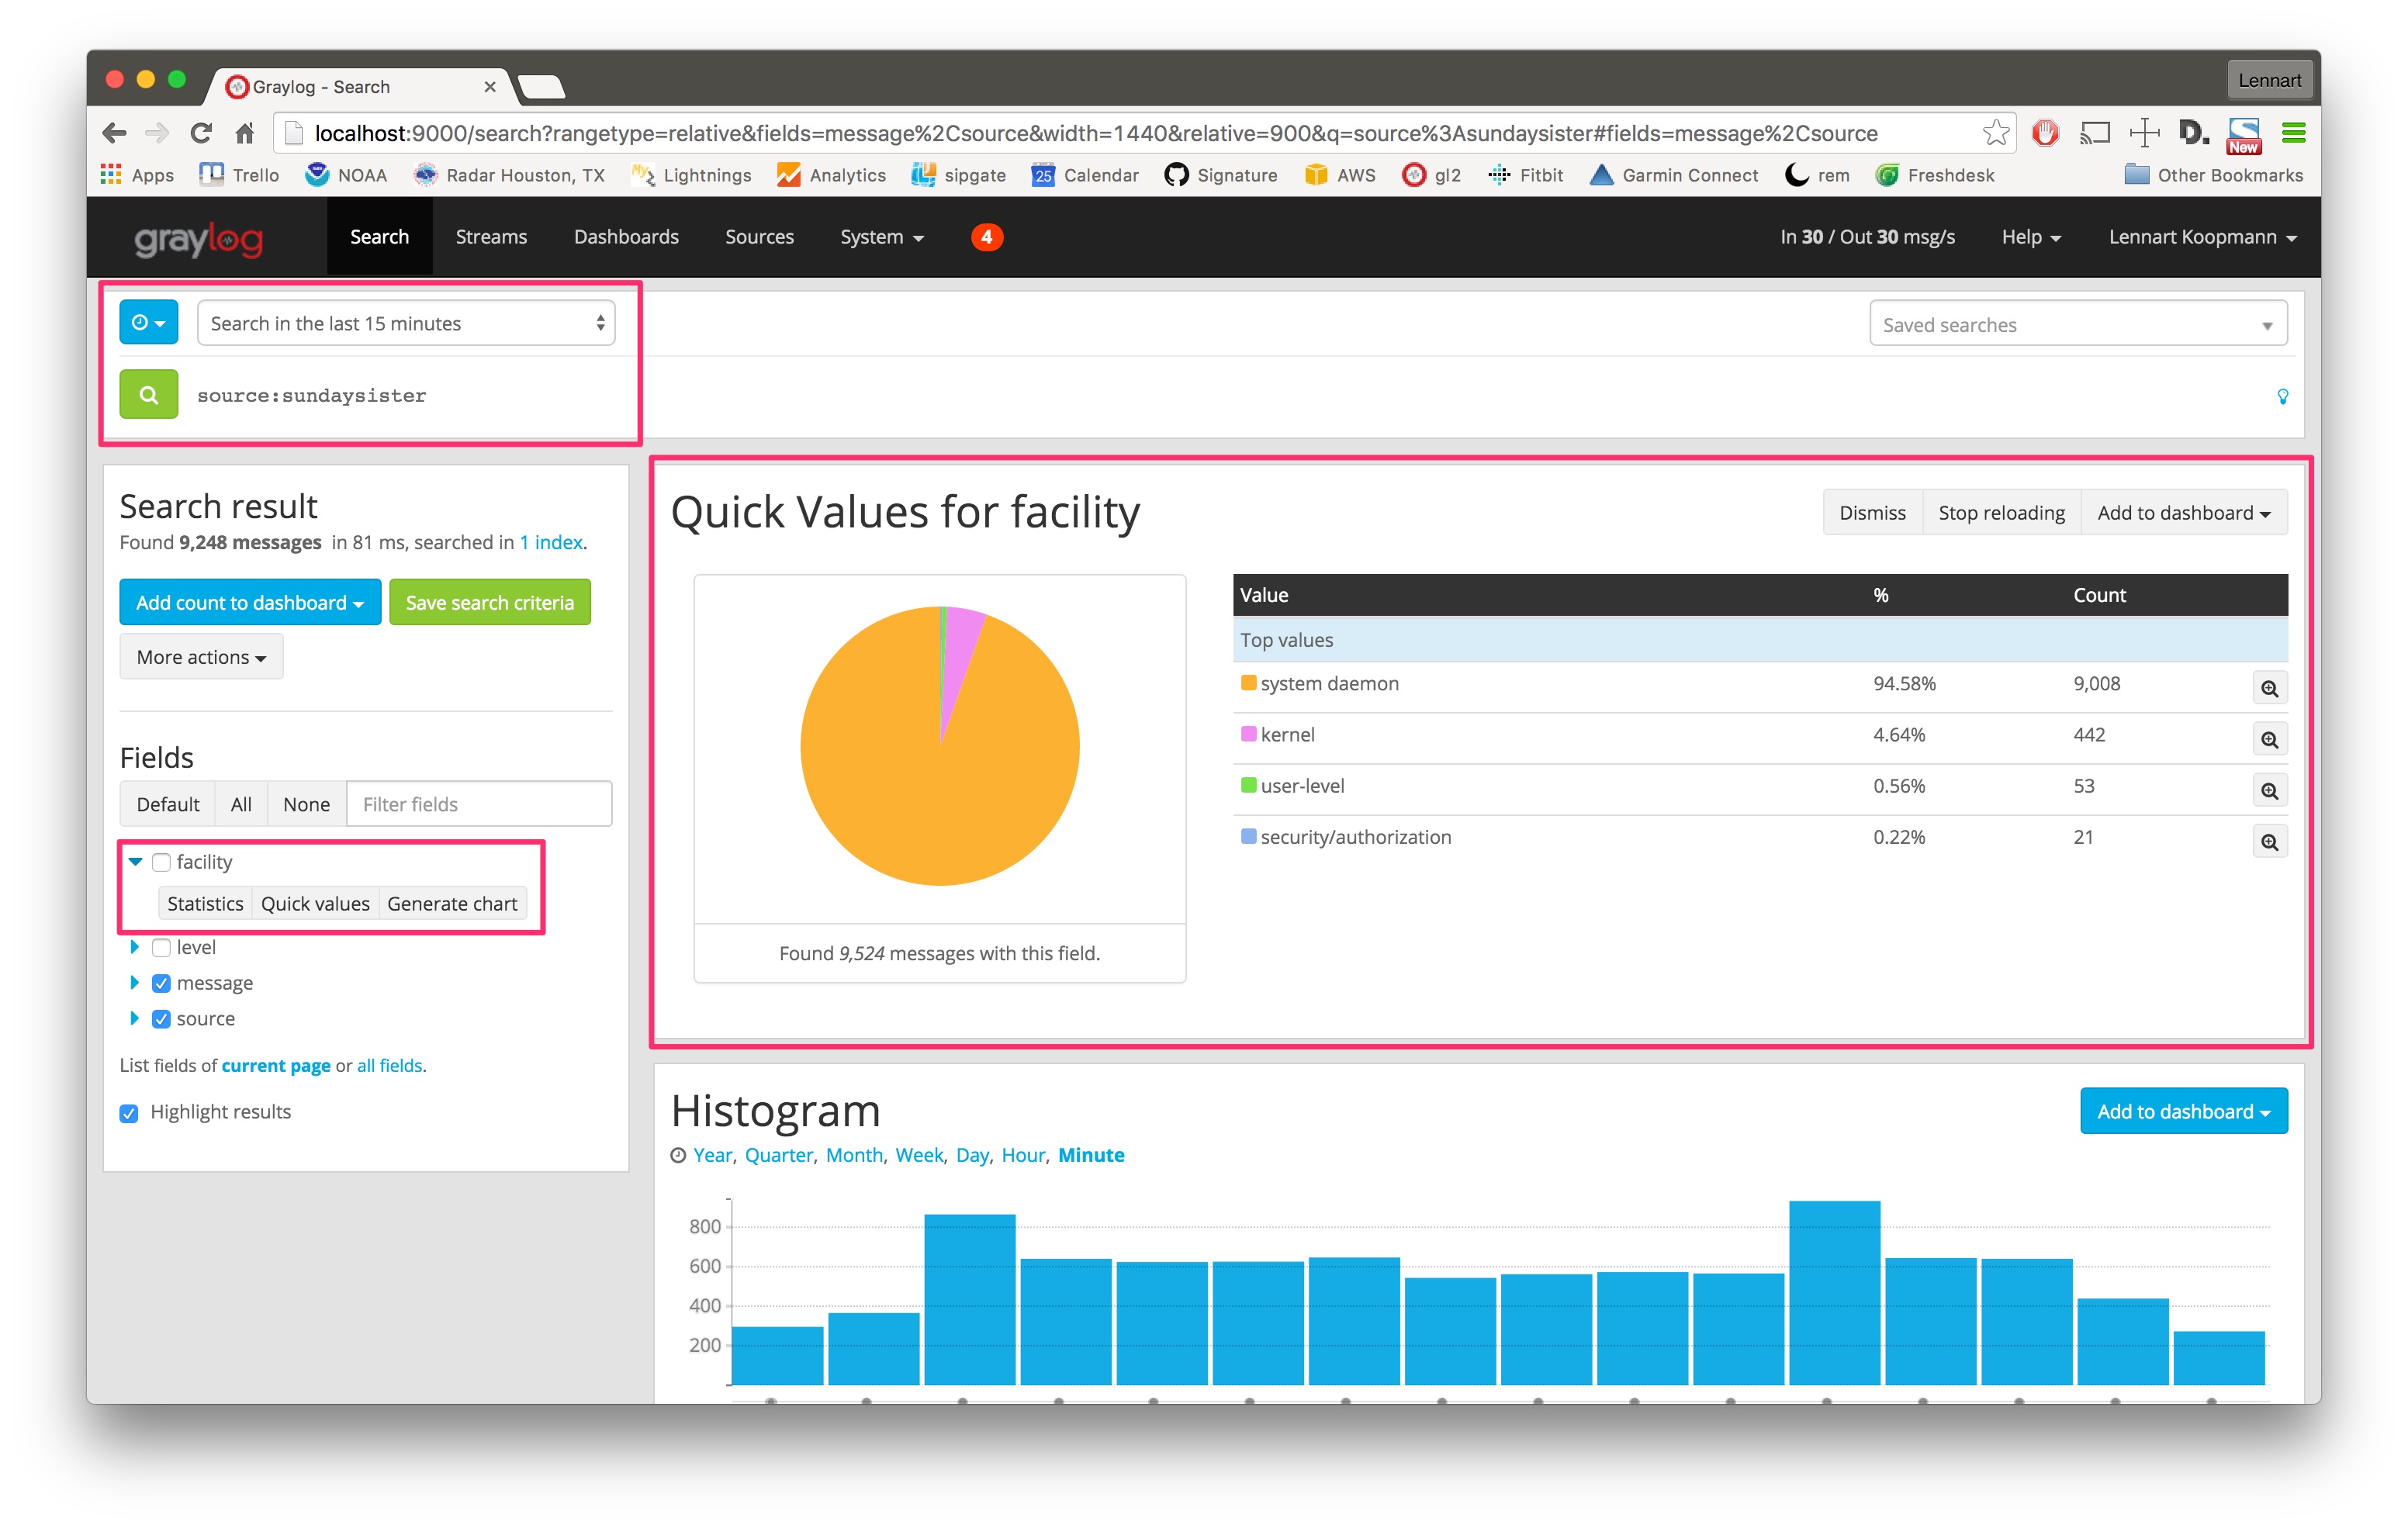 Graylog - Search
Lennart
localhost:9000/search?rangetype=relative&fields=message%2Csource&width=1440&relative=900&q=source%3Asundaysister#fields=message%2Csource
New
Apps Trello NOAA Radar Houston, TX Lightnings Analytics sipgate 25 Calendar Signature AWS gl2 Fitbit Garmin Connect rem Freshdesk Other Bookmarks
graylog Search Streams Dashboards Sources System 4 In 30 / Out 30 msg/s Help Lennart Koopmann
Search in the last 15 minutes
Saved searches
source:sundaysister
Search result
Found 9,248 messages in 81 ms, searched in 1 index.
Add count to dashboard Save search criteria
More actions
Fields
Default All None Filter fields
facility
Statistics Quick values Generate chart
level
message
source
List fields of current page or all fields.
Highlight results
Quick Values for facility
Dismiss Stop reloading Add to dashboard
Found 9,524 messages with this field.
Value % Count
Top values
system daemon 94.58% 9,008
kernel 4.64% 442
user-level 0.56% 53
security/authorization 0.22% 21
Histogram
Add to dashboard
Year, Quarter, Month, Week, Day, Hour, Minute
800
600
400
200